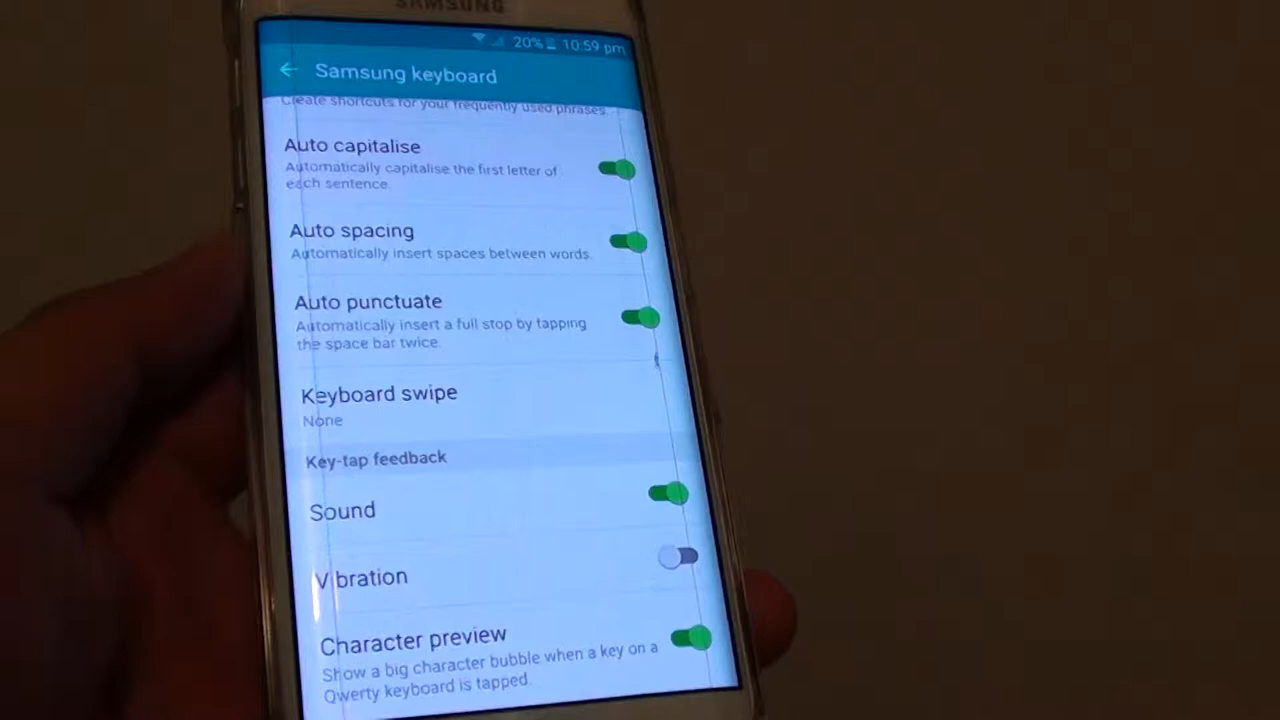 SAMSUNG
20% 10:59 pm
Samsung keyboard
Create shortcuts for your frequently used phrases.
Auto capitalise
Automatically capitalise the first letter of
each sentence.
Auto spacing
Automatically insert spaces between words.
Auto punctuate
Automatically insert a full stop by tapping
the space bar twice.
Keyboard swipe
None
Key-tap feedback
Sound
Vibration
Character preview
Show a big character bubble when a key on a
Qwerty keyboard is tapped.